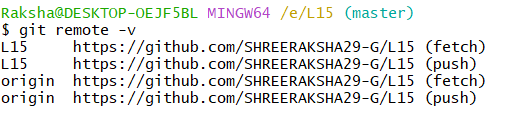 Raksha@DESKTOP-OEJF5BL MINGW64 /e/L15 (master)
$ git remote -v
L15     https://github.com/SHREERAKSHA29-G/L15 (fetch)
L15     https://github.com/SHREERAKSHA29-G/L15 (push)
origin  https://github.com/SHREERAKSHA29-G/L15 (fetch)
origin  https://github.com/SHREERAKSHA29-G/L15 (push)